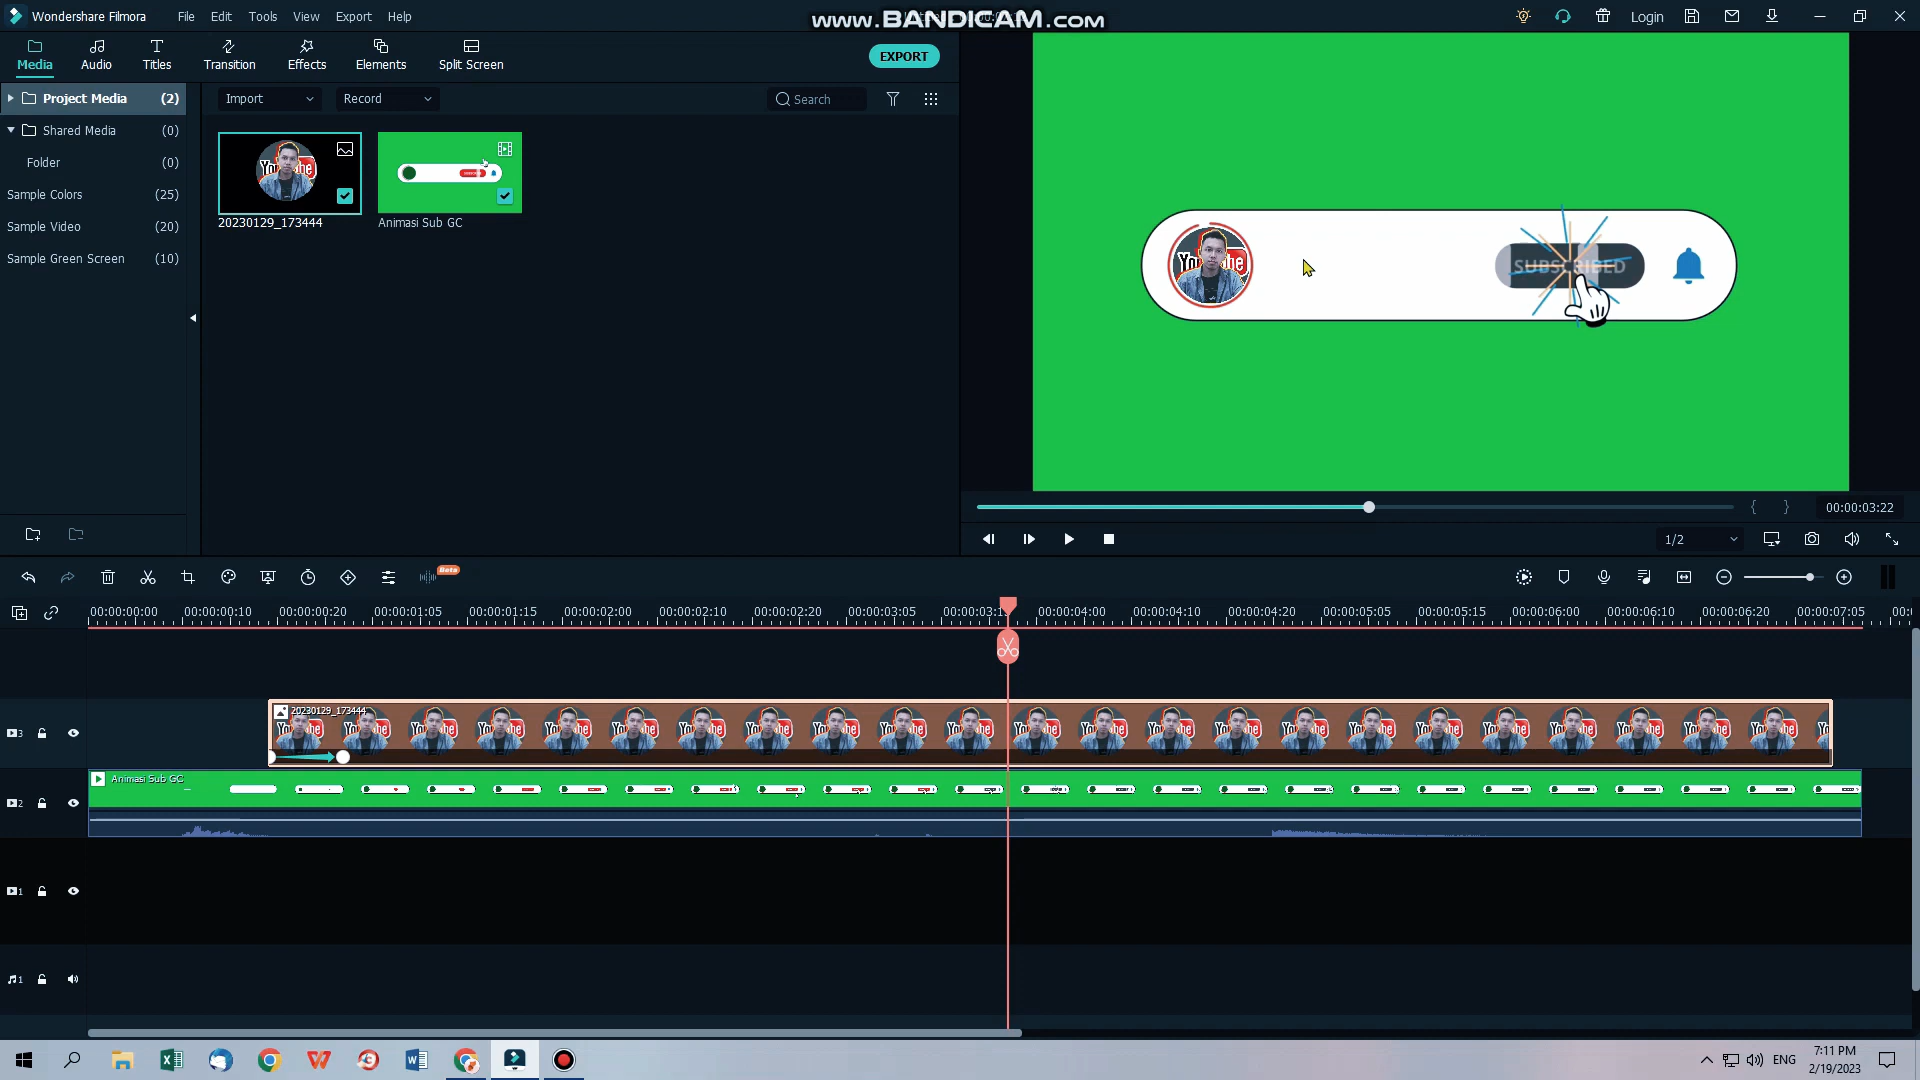 Wondershare Filmora
File Edit Tools View Export Help
www.BANDICAM.com
Login
Media Audio Titles Transition Effects Elements Split Screen
EXPORT
Project Media (2)
Import Record Search
Shared Media (0)
Folder (0)
Sample Colors (25)
Sample Video (20)
Sample Green Screen (10)
20230129_173444
Animasi Sub GC
YouTube
SUBSCRIBED
00:00:03:22
1/2
Beta
00:00:00:00 00:00:00:10 00:00:00:20 00:00:01:05 00:00:01:15 00:00:02:00 00:00:02:10 00:00:02:20 00:00:03:05 00:00:03:1 00:00:04:00 00:00:04:10 00:00:04:20 00:00:05:05 00:00:05:15 00:00:06:00 00:00:06:10 00:00:06:20 00:00:07:05 00:0
20230129_173444
3
Animasi Sub GC
2
1
1
ENG
7:11 PM
2/19/2023